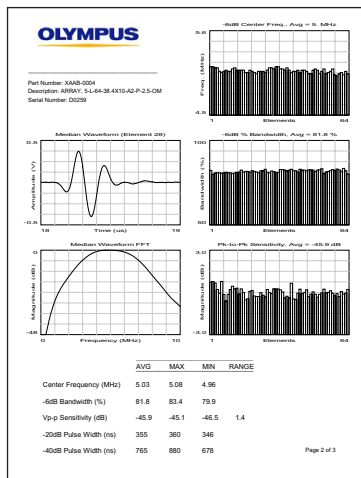 OLYMPUS
Part Number: XAAB-0004
Description: ARRAY, 5-L-64-38.4X10-A2-P-2.5-OM
Serial Number: D0259
-6dB Center Freq., Avg = 5. MHz
5.6
Freq. (MHz)
4.5
1 Elements 64
Median Waveform (Element 28)
0.5
Amplitude (V)
-0.5
18 Time (us) 19
-6dB % Bandwidth, Avg = 81.8 %
100
Bandwidth (%)
50
1 Elements 64
Median Waveform FFT
0
Magnitude (dB)
-48
0 Frequency (MHz) 10
Pk-to-Pk Sensitivity, Avg = -45.9 dB
3.0
Magnitude (dB)
-3.0
1 Elements 64
AVG MAX MIN RANGE
Center Frequency (MHz) 5.03 5.08 4.96
-6dB Bandwidth (%) 81.8 83.4 79.9
Vp-p Sensitivity (dB) -45.9 -45.1 -46.5 1.4
-20dB Pulse Width (ns) 355 360 346
-40dB Pulse Width (ns) 765 880 678
Page 2 of 3